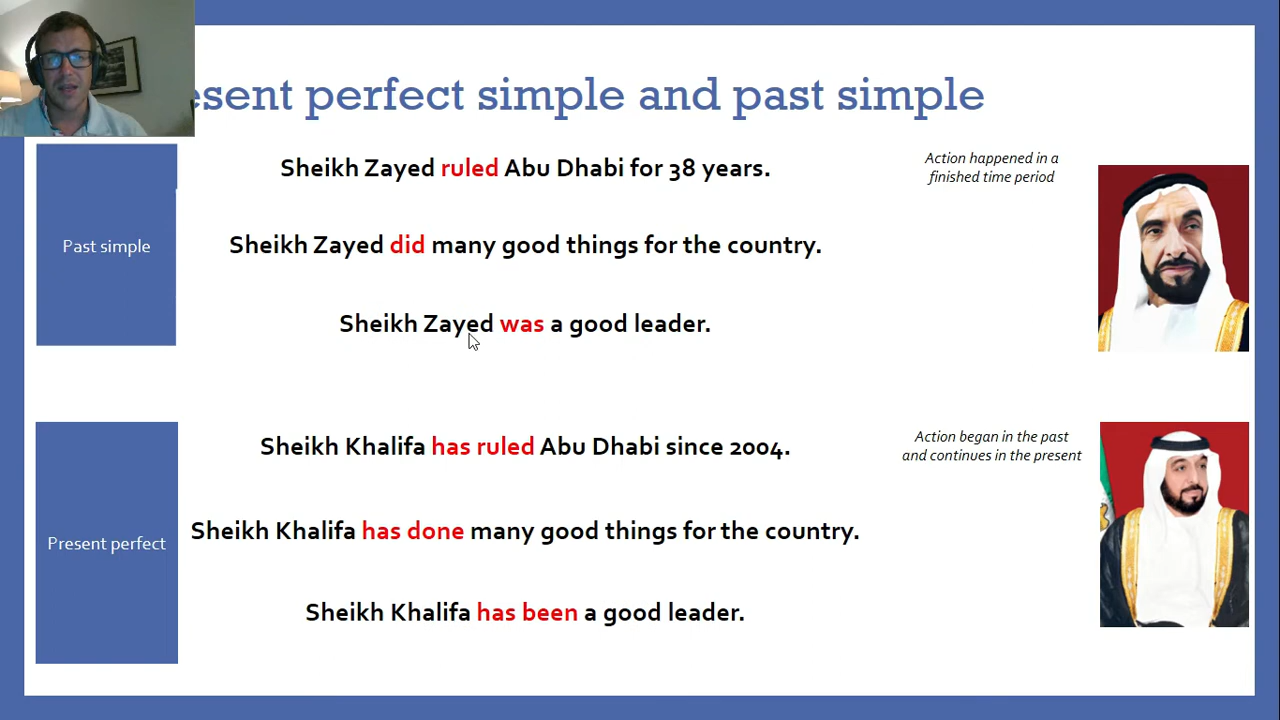 esent perfect simple and past simple
Sheikh Zayed ruled Abu Dhabi for 38 years.
Action happened in a
finished time period
Past simple
Sheikh Zayed did many good things for the country.
Sheikh Zayed was a good leader.
Sheikh Khalifa has ruled Abu Dhabi since 2004.
Action began in the past
and continues in the present
Present perfect
Sheikh Khalifa has done many good things for the country.
Sheikh Khalifa has been a good leader.